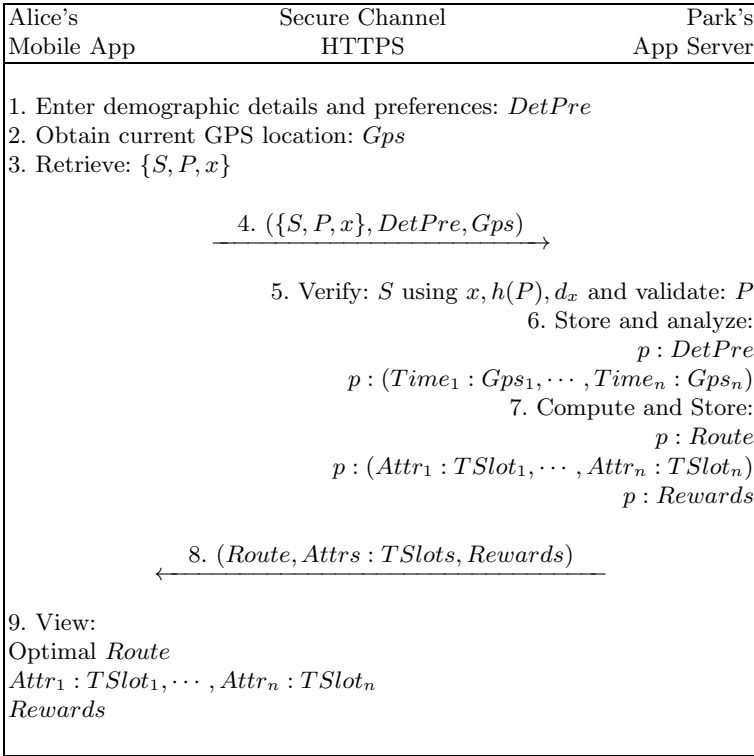 Alice's Secure Channel Park's
Mobile App HTTPS App Server
1. Enter demographic details and preferences: DetPre
2. Obtain current GPS location: Gps
3. Retrieve: {S, P, x}
4. ({S, P, x}, DetPre, Gps)
5. Verify: S using x, h(P), d_x and validate: P
6. Store and analyze:
p : DetPre
p : (Time_1 : Gps_1, ⋯ , Time_n : Gps_n)
7. Compute and Store:
p : Route
p : (Attr_1 : TSlot_1, ⋯ , Attr_n : TSlot_n)
p : Rewards
8. (Route, Attrs : TSlots, Rewards)
9. View:
Optimal Route
Attr_1 : TSlot_1, ⋯ , Attr_n : TSlot_n
Rewards